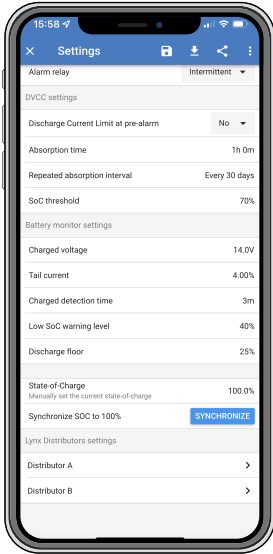 15:58
Settings
Alarm relay Intermittent
DVCC settings
Discharge Current Limit at pre-alarm No
Absorption time 1h 0m
Repeated absorption interval Every 30 days
SoC threshold 70%
Battery monitor settings
Charged voltage 14.0V
Tail current 4.00%
Charged detection time 3m
Low SoC warning level 40%
Discharge floor 25%
State-of-Charge 100.0%
Manually set the current state-of-charge
Synchronize SOC to 100% SYNCHRONIZE
Lynx Distributors settings
Distributor A
Distributor B